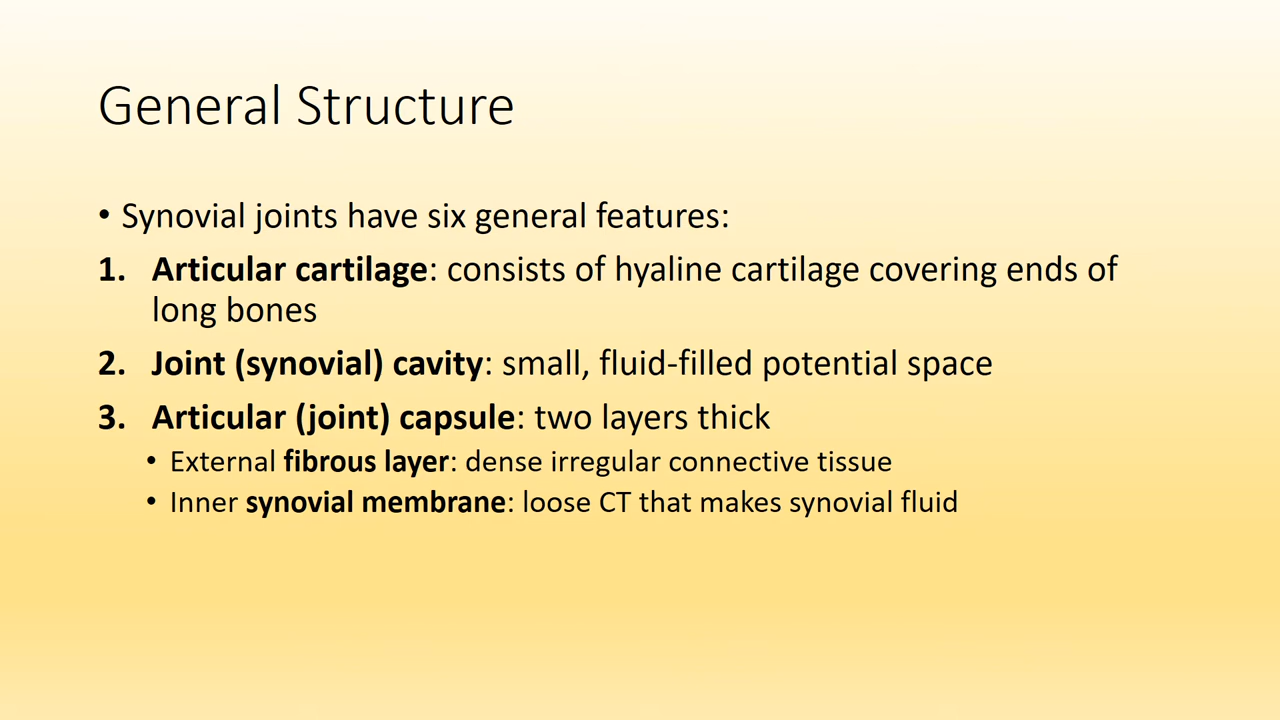 General Structure
• Synovial joints have six general features:
1. Articular cartilage: consists of hyaline cartilage covering ends of
long bones
2. Joint (synovial) cavity: small, fluid-filled potential space
3. Articular (joint) capsule: two layers thick
• External fibrous layer: dense irregular connective tissue
• Inner synovial membrane: loose CT that makes synovial fluid